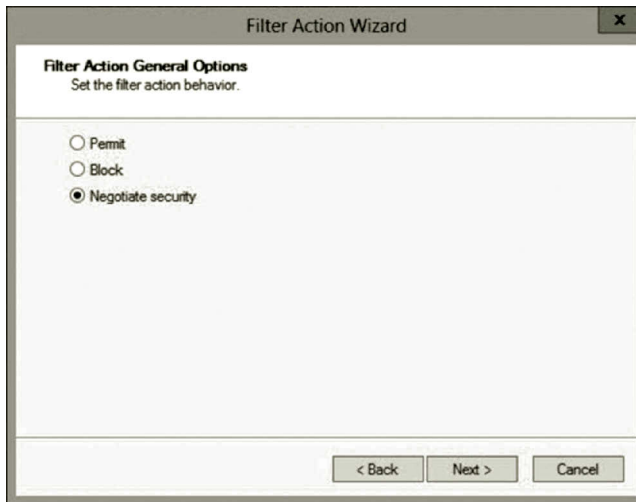 Filter Action Wizard
x
Filter Action General Options
Set the filter action behavior.
Permit
Block
Negotiate security
< Back
Next >
Cancel